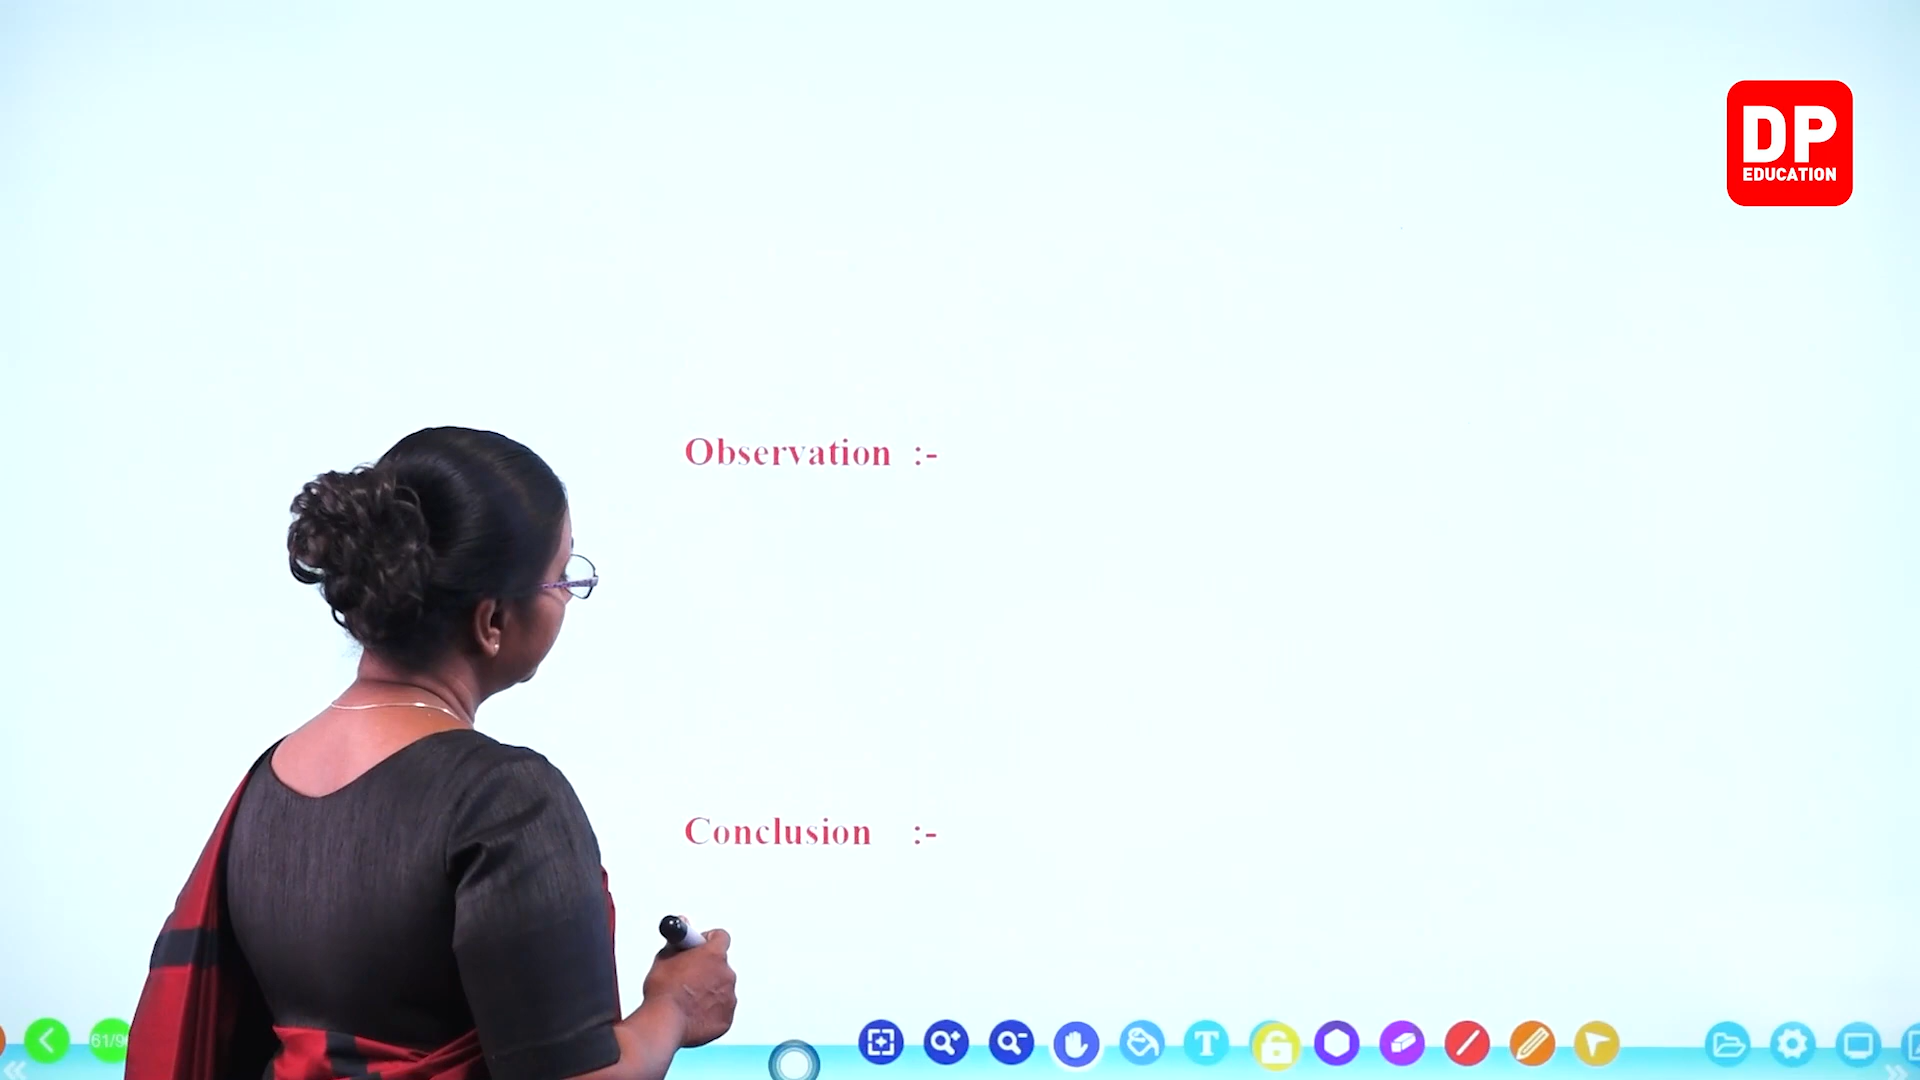 DP
EDUCATION
Observation :-
Conclusion :-
T